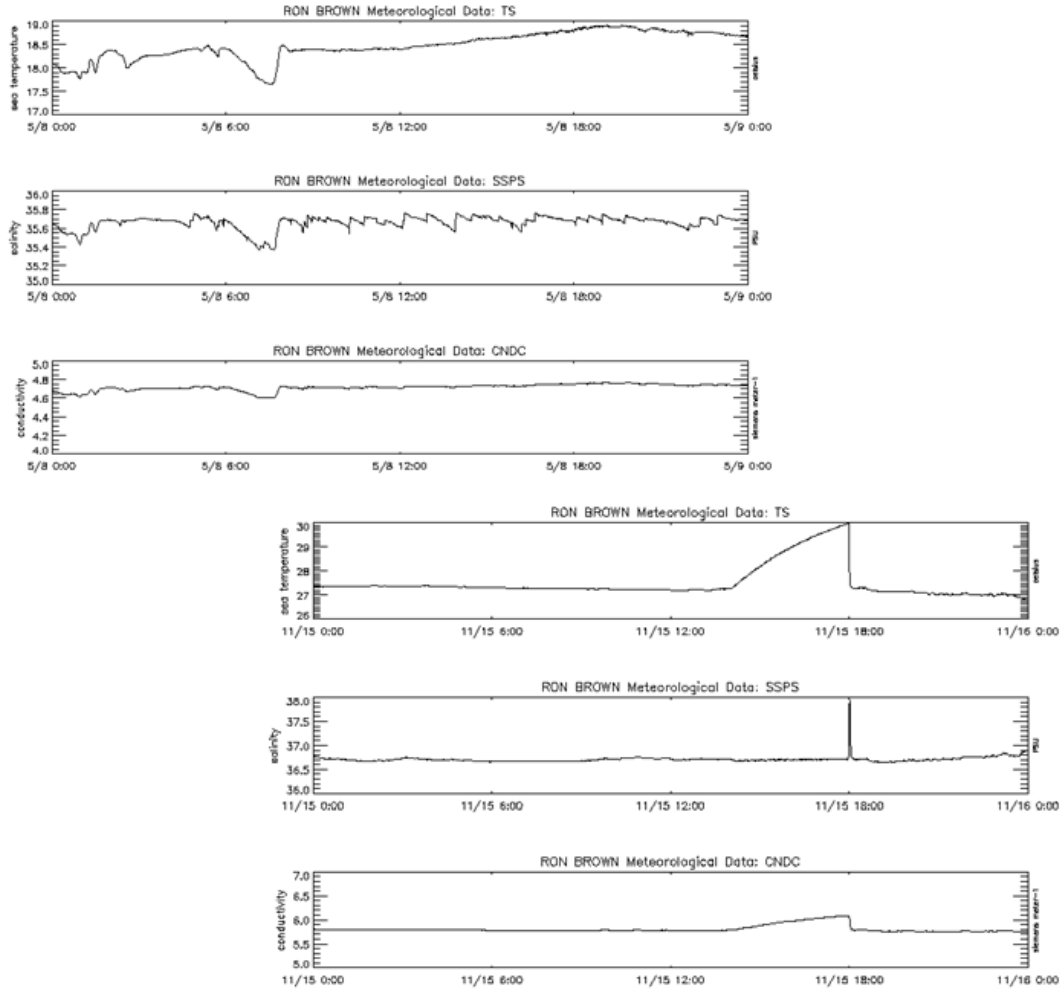 RON BROWN Meteorological Data: TS
sea temperature
19.0
18.5
18.0
17.5
17.0
celsius
5/8 0:00 5/8 6:00 5/8 12:00 5/8 18:00 5/9 0:00
RON BROWN Meteorological Data: SSPS
salinity
36.0
35.8
35.6
35.4
35.2
35.0
PSU
5/8 0:00 5/8 6:00 5/8 12:00 5/8 18:00 5/9 0:00
RON BROWN Meteorological Data: CNDC
conductivity
5.0
4.8
4.6
4.4
4.2
4.0
siemens meter-1
5/8 0:00 5/8 6:00 5/8 12:00 5/8 18:00 5/9 0:00
RON BROWN Meteorological Data: TS
sea temperature
30
29
28
27
26
celsius
11/15 0:00 11/15 6:00 11/15 12:00 11/15 18:00 11/16 0:00
RON BROWN Meteorological Data: SSPS
salinity
38.0
37.5
37.0
36.5
36.0
PSU
11/15 0:00 11/15 6:00 11/15 12:00 11/15 18:00 11/16 0:00
RON BROWN Meteorological Data: CNDC
conductivity
7.0
6.5
6.0
5.5
5.0
siemens meter-1
11/15 0:00 11/15 6:00 11/15 12:00 11/15 18:00 11/16 0:00